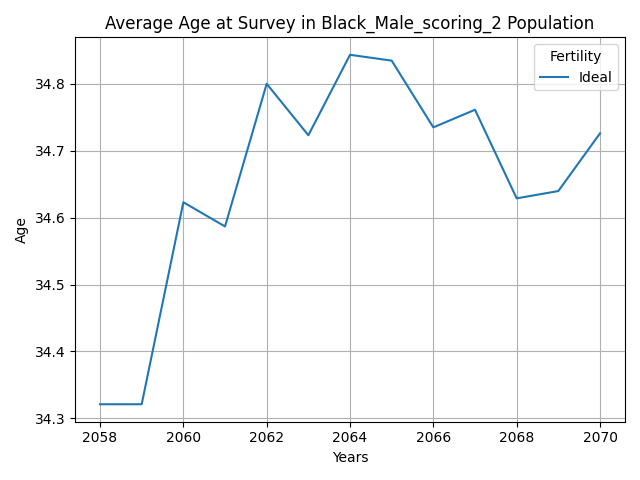 Average Age at Survey in Black_Male_scoring_2 Population
Fertility
Ideal
34.8
34.7
34.6
34.5
34.4
34.3
Age
2058 2060 2062 2064 2066 2068 2070
Years